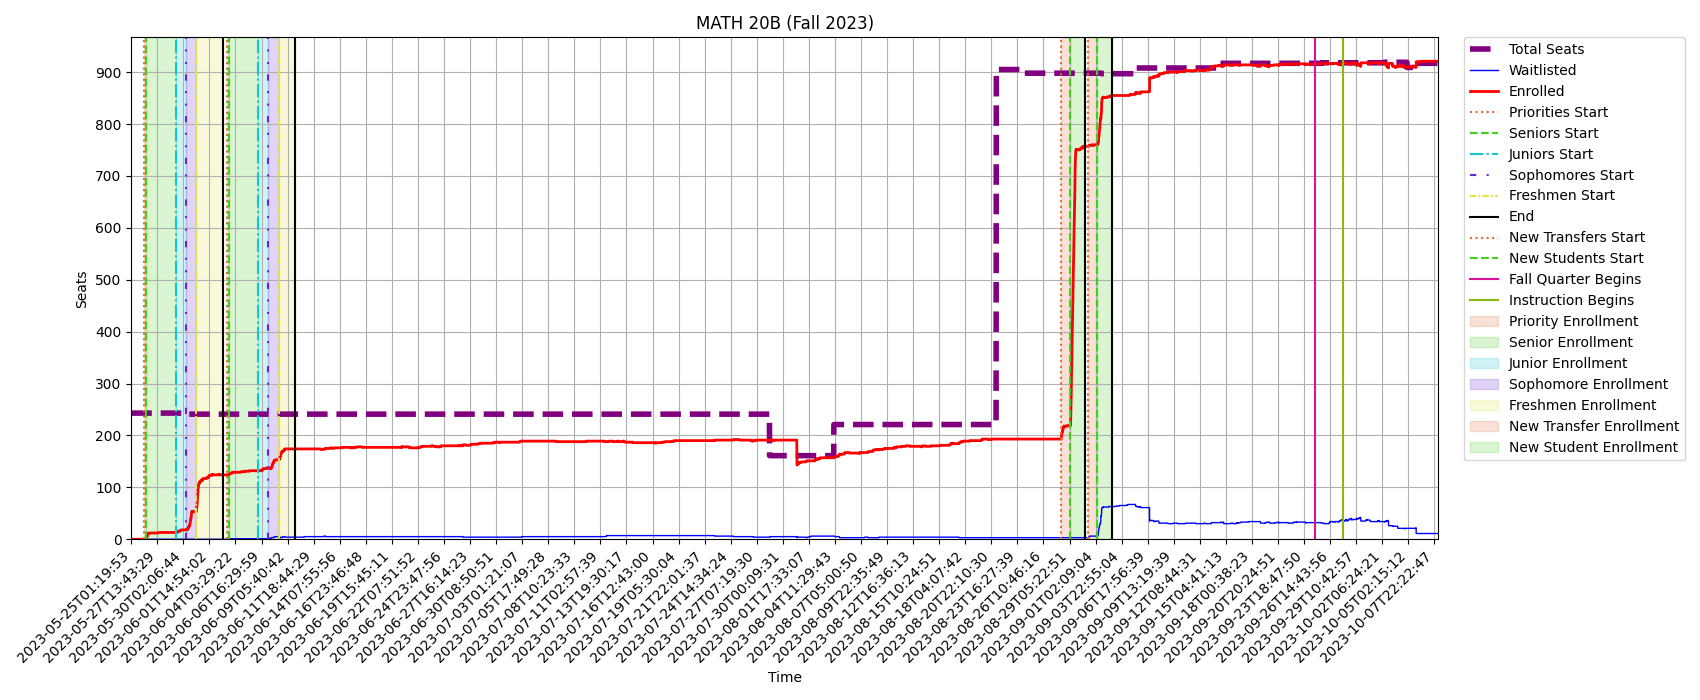 MATH 20B (Fall 2023)
Seats
900
800
700
600
500
400
300
200
100
0
2023-05-25T01:19:53
2023-05-27T13:43:29
2023-05-30T02:06:44
2023-06-01T14:54:02
2023-06-04T03:29:22
2023-06-06T16:29:59
2023-06-09T05:40:42
2023-06-11T18:44:29
2023-06-14T07:55:56
2023-06-16T23:46:48
2023-06-19T15:45:11
2023-06-22T07:51:52
2023-06-24T23:47:56
2023-06-27T16:14:23
2023-06-30T08:50:51
2023-07-03T01:21:07
2023-07-05T17:49:28
2023-07-08T10:23:33
2023-07-11T02:57:39
2023-07-13T19:30:17
2023-07-16T12:43:00
2023-07-19T05:30:04
2023-07-21T22:01:37
2023-07-24T14:34:24
2023-07-27T07:19:30
2023-07-30T00:09:31
2023-08-01T17:33:07
2023-08-04T11:29:43
2023-08-07T05:00:50
2023-08-09T22:35:49
2023-08-12T16:36:13
2023-08-15T10:24:51
2023-08-18T04:07:42
2023-08-20T22:10:30
2023-08-23T16:27:39
2023-08-26T10:46:16
2023-08-29T05:22:51
2023-09-01T02:09:04
2023-09-03T22:55:04
2023-09-06T17:56:39
2023-09-09T13:19:39
2023-09-12T08:44:31
2023-09-15T04:41:13
2023-09-18T00:38:23
2023-09-20T20:24:51
2023-09-23T18:47:50
2023-09-26T14:43:56
2023-09-29T10:42:57
2023-10-02T06:24:21
2023-10-05T02:15:12
2023-10-07T22:22:47
Time
Total Seats
Waitlisted
Enrolled
Priorities Start
Seniors Start
Juniors Start
Sophomores Start
Freshmen Start
End
New Transfers Start
New Students Start
Fall Quarter Begins
Instruction Begins
Priority Enrollment
Senior Enrollment
Junior Enrollment
Sophomore Enrollment
Freshmen Enrollment
New Transfer Enrollment
New Student Enrollment